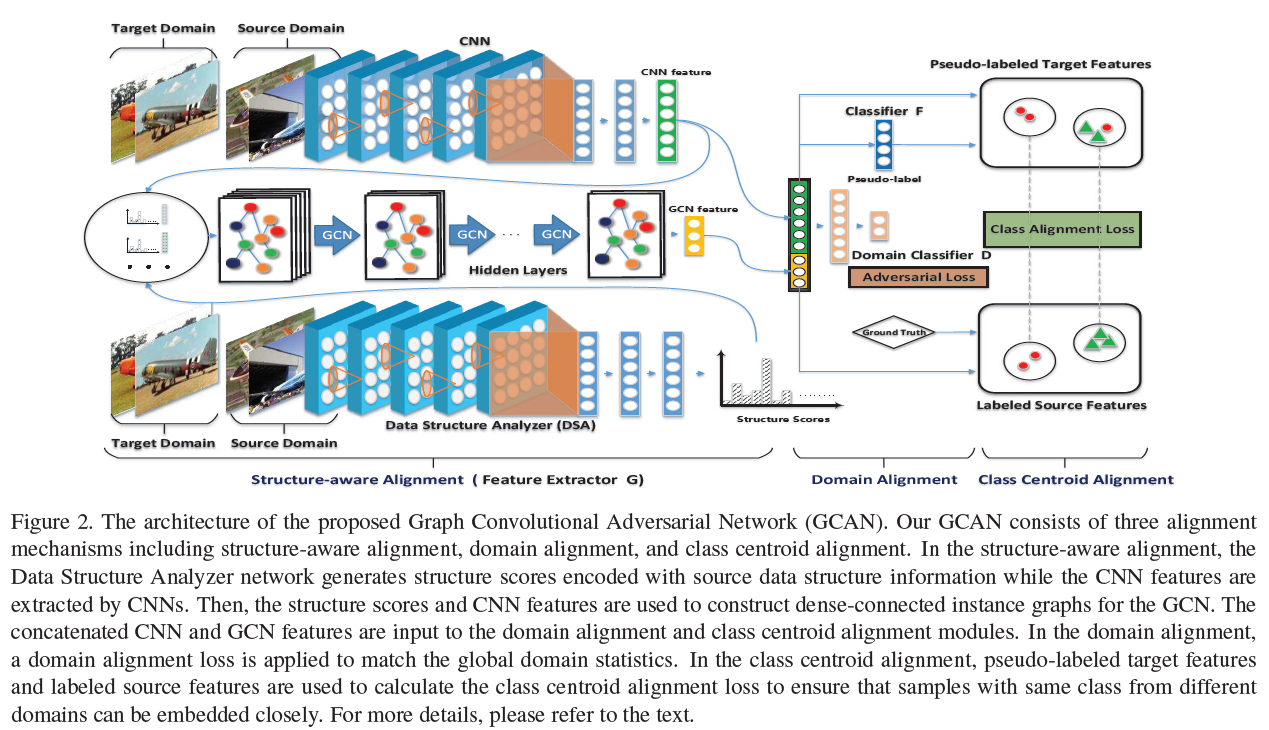 Target Domain
Source Domain
CNN
CNN feature
Pseudo-labeled Target Features
Classifier F
Pseudo-label
GCN
GCN
· · ·
GCN
GCN feature
Hidden Layers
Class Alignment Loss
Domain Classifier D
Adversarial Loss
Ground Truth
Data Structure Analyzer (DSA)
Structure Scores
Labeled Source Features
Target Domain
Source Domain
Structure-aware Alignment ( Feature Extractor G)
Domain Alignment
Class Centroid Alignment
Figure 2. The architecture of the proposed Graph Convolutional Adversarial Network (GCAN). Our GCAN consists of three alignment
mechanisms including structure-aware alignment, domain alignment, and class centroid alignment. In the structure-aware alignment, the
Data Structure Analyzer network generates structure scores encoded with source data structure information while the CNN features are
extracted by CNNs. Then, the structure scores and CNN features are used to construct dense-connected instance graphs for the GCN. The
concatenated CNN and GCN features are input to the domain alignment and class centroid alignment modules. In the domain alignment,
a domain alignment loss is applied to match the global domain statistics. In the class centroid alignment, pseudo-labeled target features
and labeled source features are used to calculate the class centroid alignment loss to ensure that samples with same class from different
domains can be embedded closely. For more details, please refer to the text.